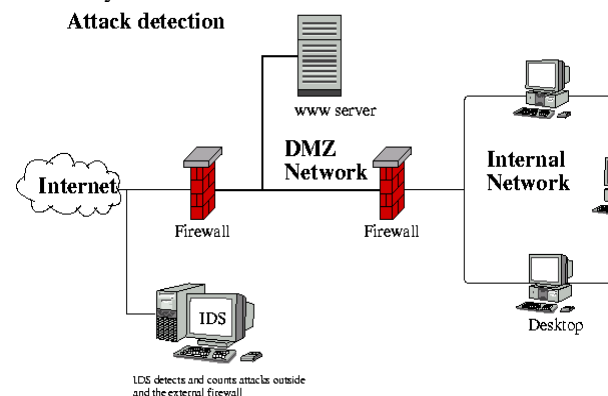 Attack detection
www server
DMZ
Network
Internal
Network
Internet
Firewall
Firewall
IDS
Desktop
IDS detects and counts attacks outside
and the external firewall